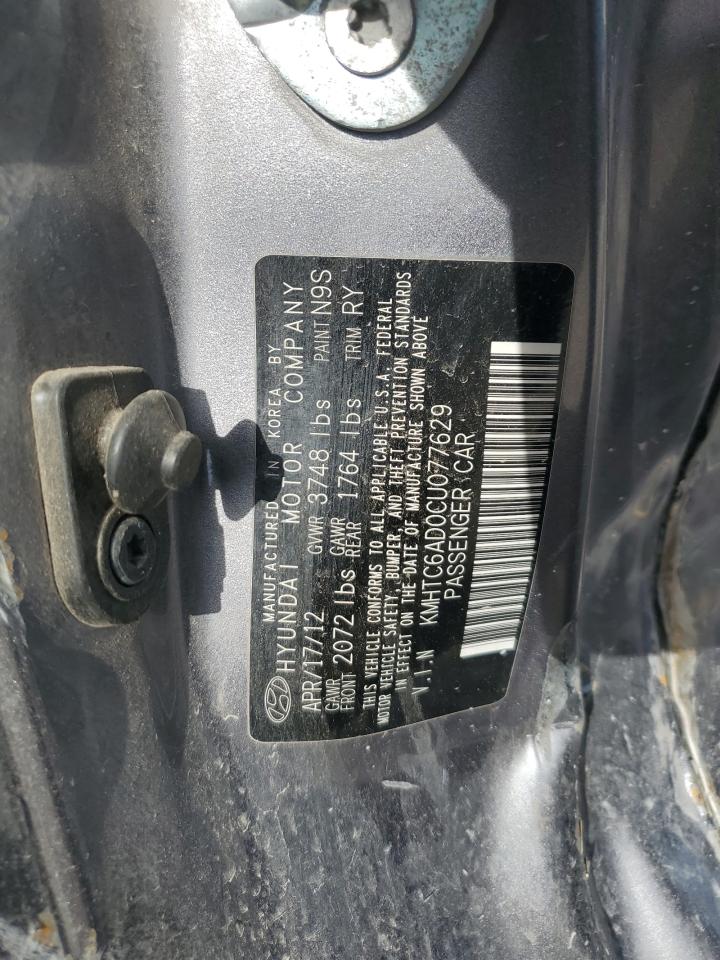 MANUFACTURED IN KOREA BY
HYUNDAI MOTOR COMPANY
APR/17/12 GVWR 3748 lbs PAINT N9S
GAWR FRONT 2072 lbs GAWR REAR 1764 lbs TRIM RY
THIS VEHICLE CONFORMS TO ALL APPLICABLE U.S.A. FEDERAL
MOTOR VEHICLE SAFETY, BUMPER, AND THEFT PREVENTION STANDARDS
IN EFFECT ON THE DATE OF MANUFACTURE SHOWN ABOVE
V.I.N KMHTC6AD0CU077629
PASSENGER CAR